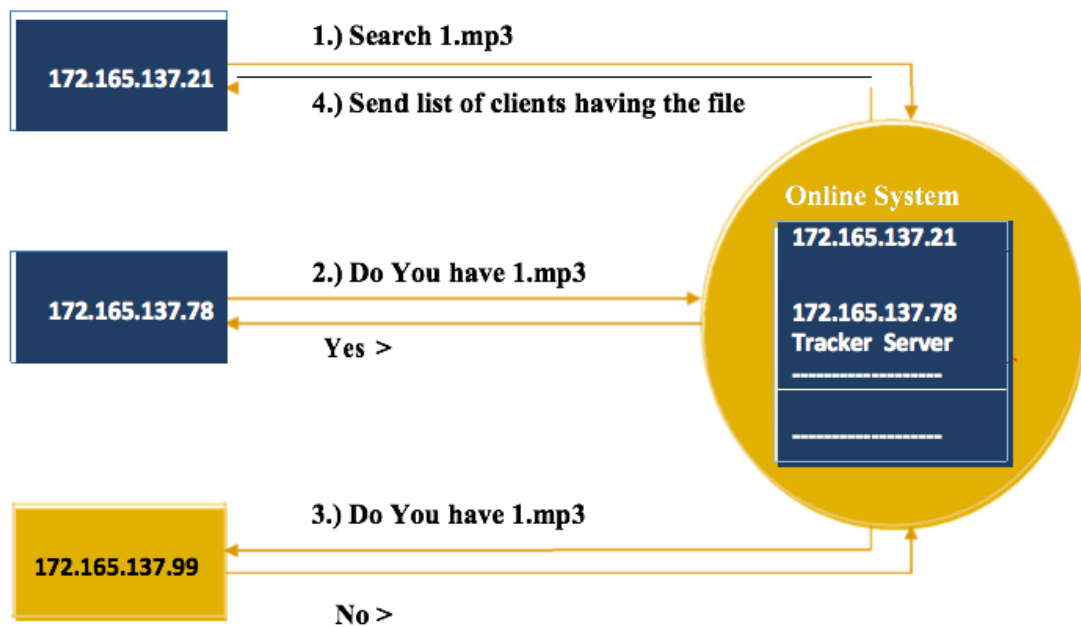 172.165.137.21
1.) Search 1.mp3
4.) Send list of clients having the file
Online System
172.165.137.21
172.165.137.78
Tracker Server
-------------------
-------------------
172.165.137.78
2.) Do You have 1.mp3
Yes >
172.165.137.99
3.) Do You have 1.mp3
No >